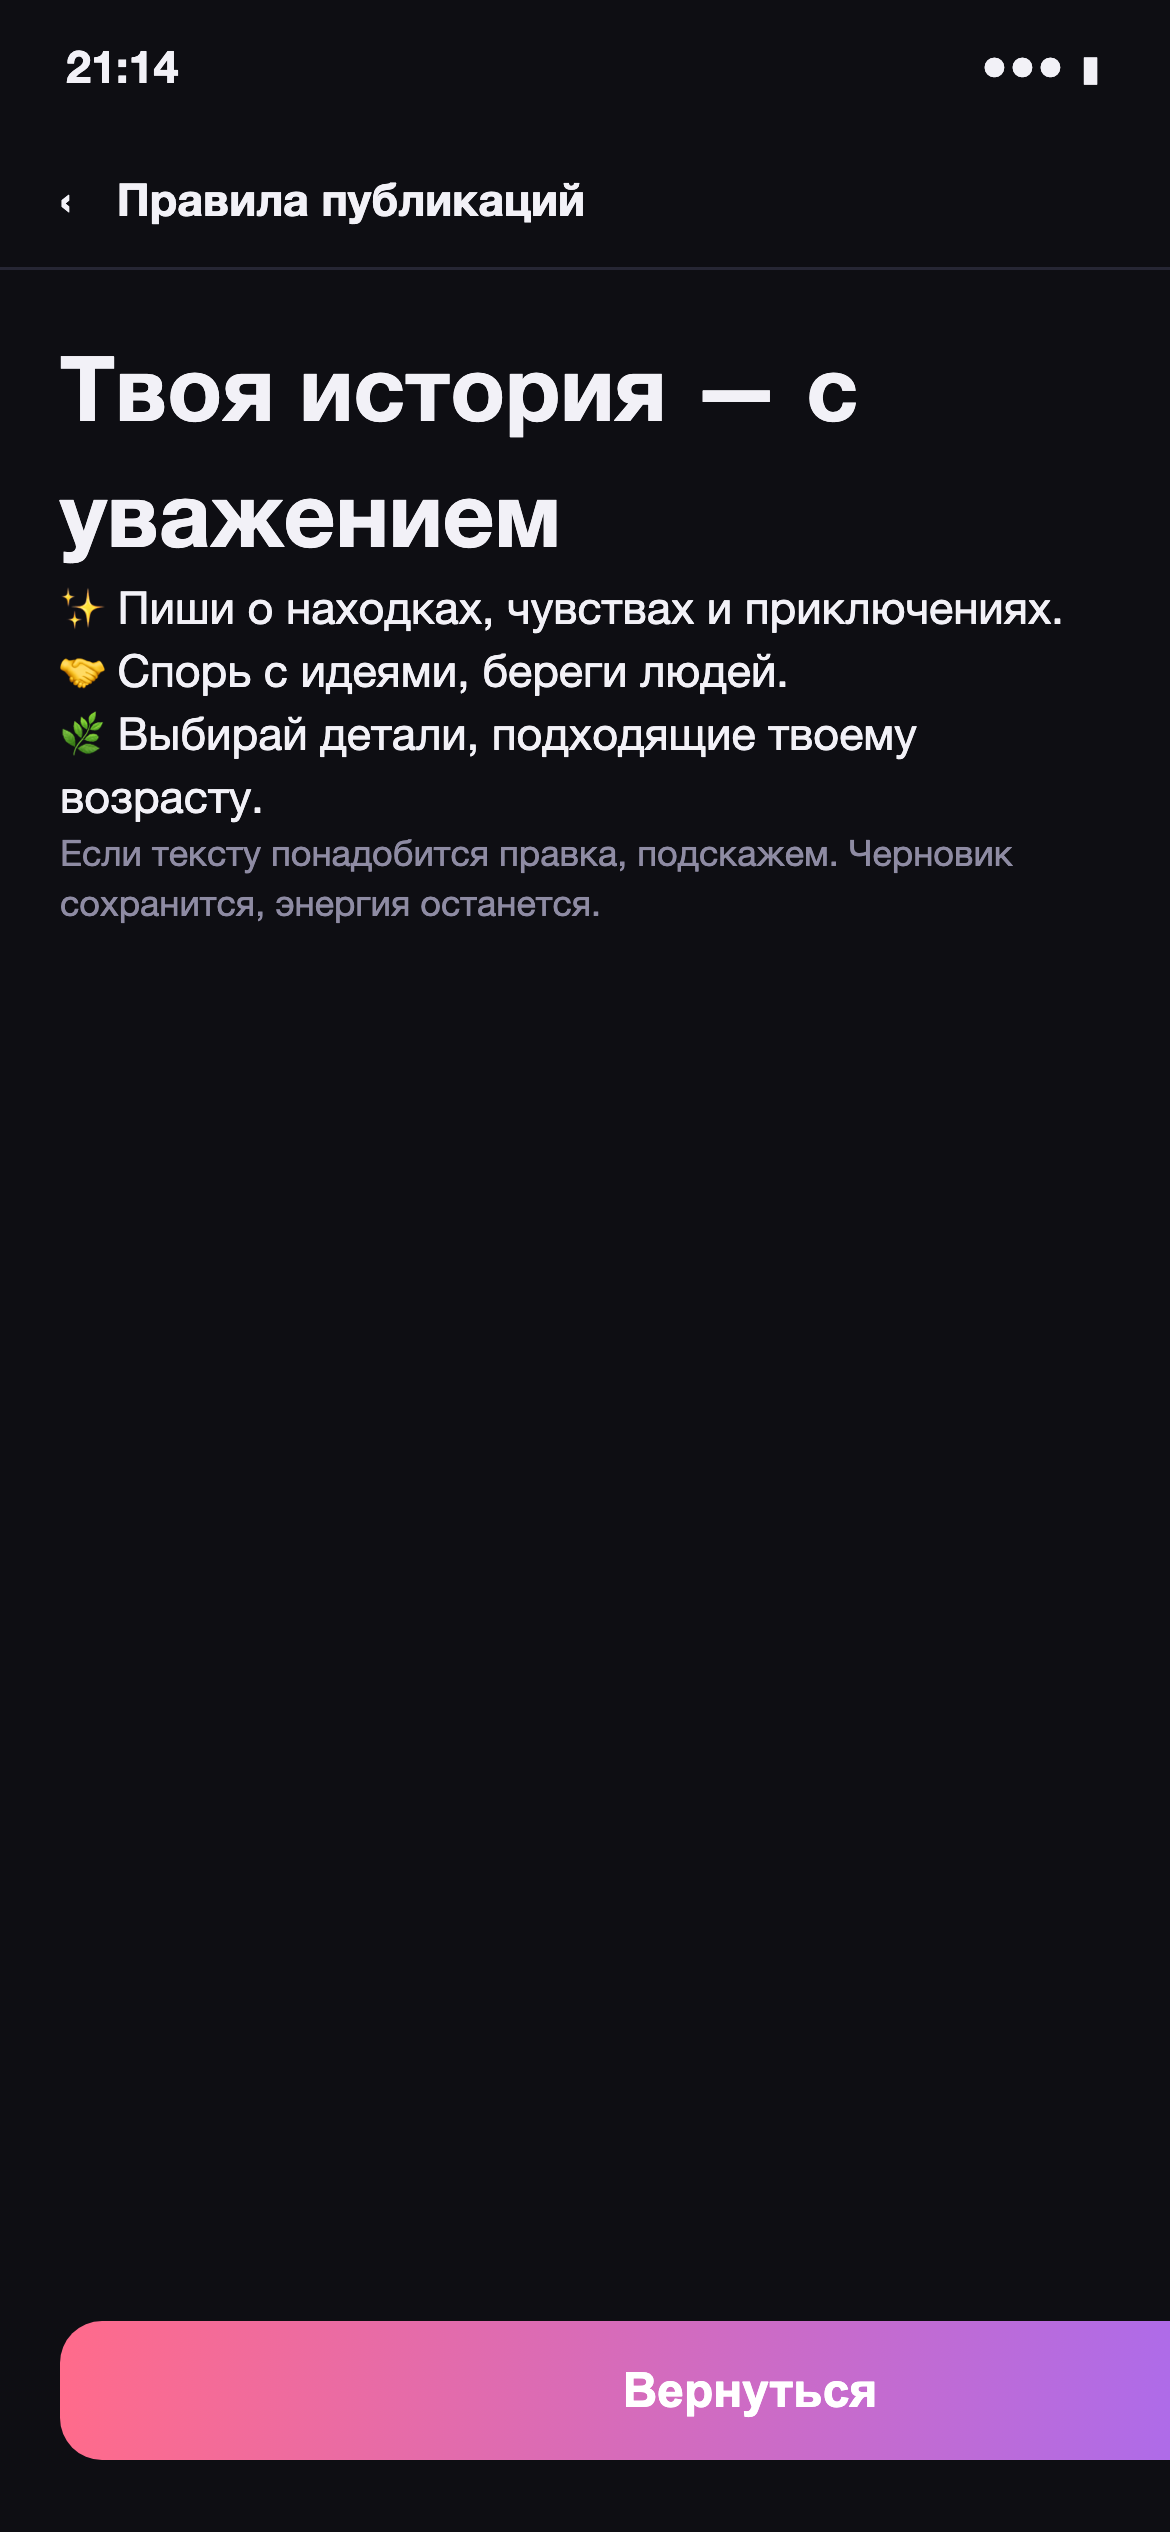 21:14
‹ Правила публикаций
Твоя история — с
уважением
✨ Пиши о находках, чувствах и приключениях.
🤝 Спорь с идеями, береги людей.
🌿 Выбирай детали, подходящие твоему
возрасту.
Если тексту понадобится правка, подскажем. Черновик
сохранится, энергия останется.
Вернуться